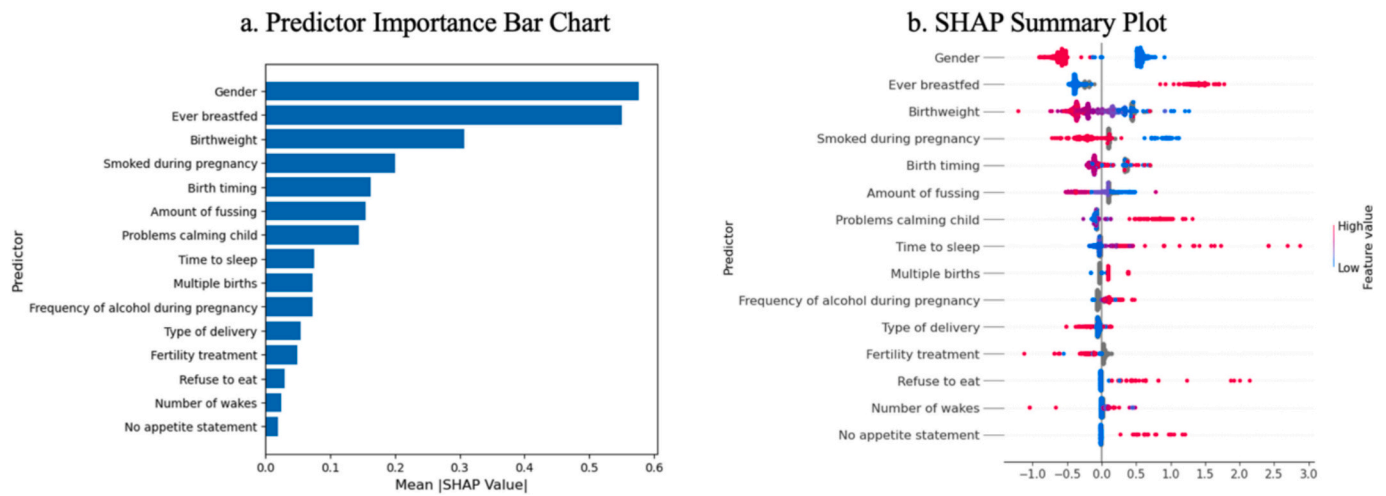 a. Predictor Importance Bar Chart
Gender
Ever breastfed
Birthweight
Smoked during pregnancy
Birth timing
Amount of fussing
Problems calming child
Time to sleep
Multiple births
Frequency of alcohol during pregnancy
Type of delivery
Fertility treatment
Refuse to eat
Number of wakes
No appetite statement
Predictor
0.0 0.1 0.2 0.3 0.4 0.5 0.6
Mean |SHAP Value|
b. SHAP Summary Plot
Gender
Ever breastfed
Birthweight
Smoked during pregnancy
Birth timing
Amount of fussing
Problems calming child
Time to sleep
Multiple births
Frequency of alcohol during pregnancy
Type of delivery
Fertility treatment
Refuse to eat
Number of wakes
No appetite statement
Predictor
−1.0 −0.5 0.0 0.5 1.0 1.5 2.0 2.5 3.0
High
Low
Feature value